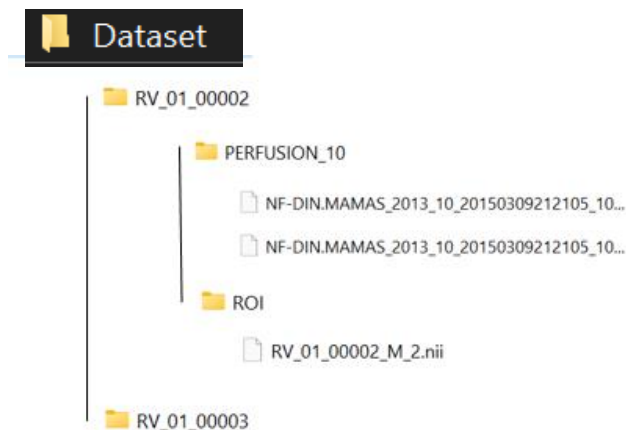 Dataset
RV_01_00002
PERFUSION_10
NF-DIN.MAMAS_2013_10_20150309212105_10...
NF-DIN.MAMAS_2013_10_20150309212105_10...
ROI
RV_01_00002_M_2.nii
RV_01_00003